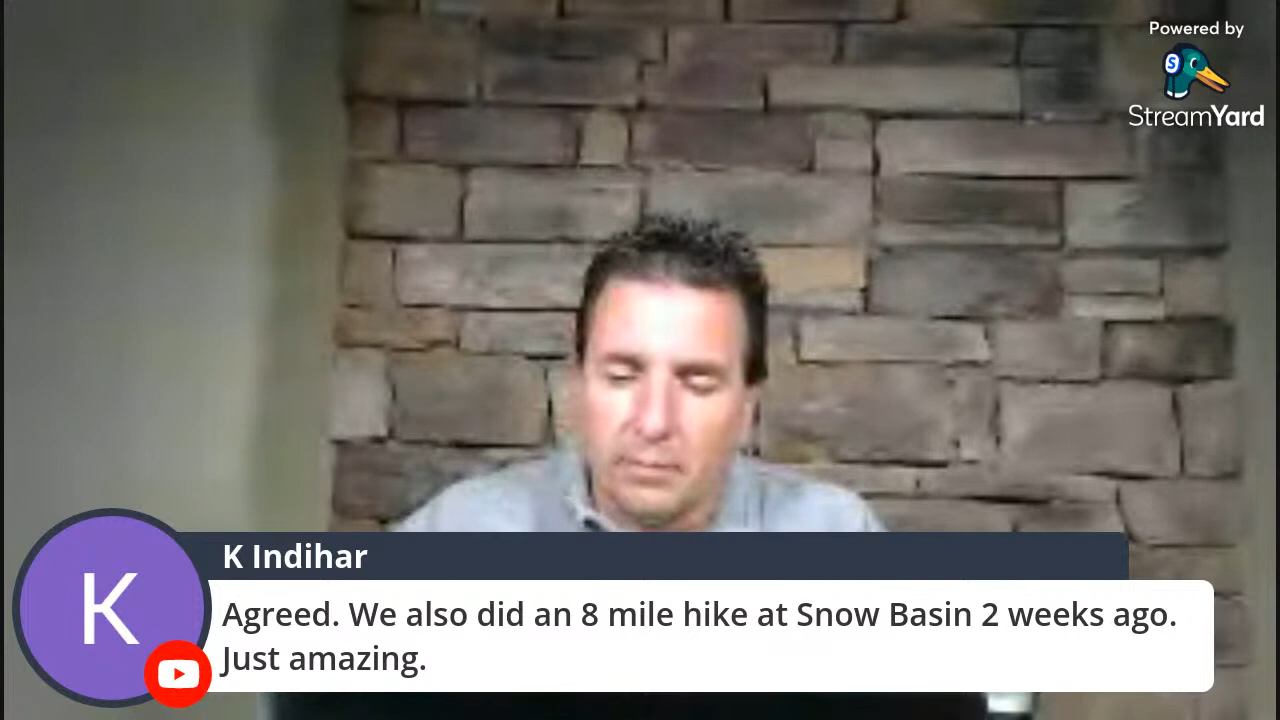 Powered by
S
StreamYard
K Indihar
K
Agreed. We also did an 8 mile hike at Snow Basin 2 weeks ago.
Just amazing.